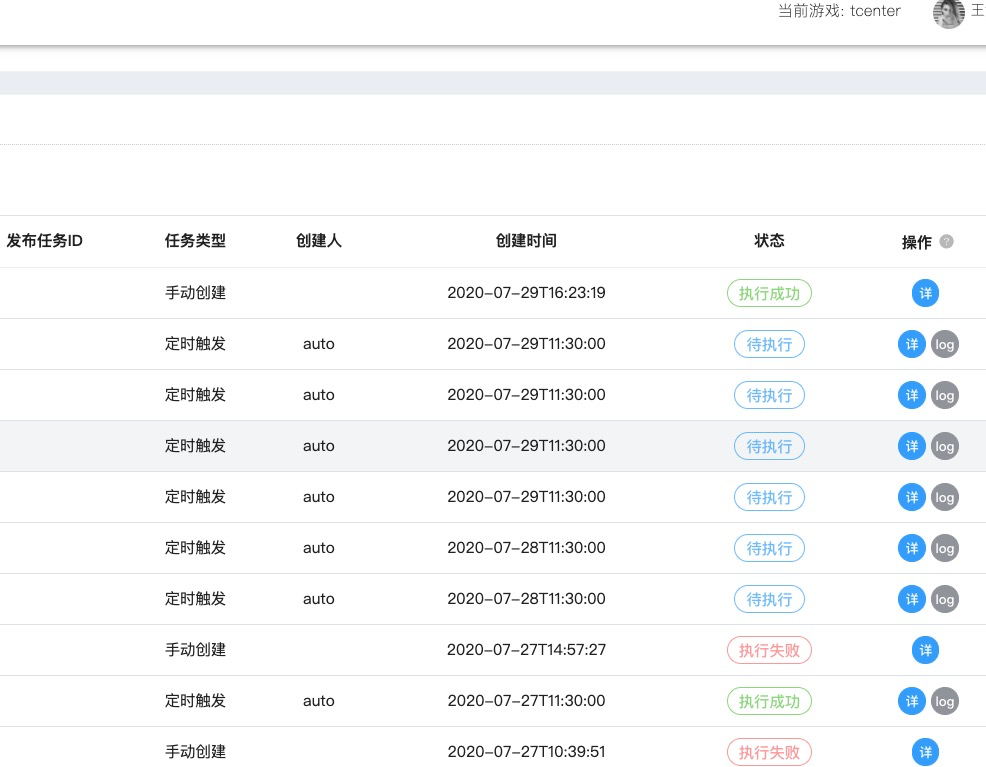 当前游戏: tcenter 王
发布任务ID 任务类型 创建人 创建时间 状态 操作 ?
手动创建 2020-07-29T16:23:19 执行成功 详
定时触发 auto 2020-07-29T11:30:00 待执行 详 log
定时触发 auto 2020-07-29T11:30:00 待执行 详 log
定时触发 auto 2020-07-29T11:30:00 待执行 详 log
定时触发 auto 2020-07-29T11:30:00 待执行 详 log
定时触发 auto 2020-07-28T11:30:00 待执行 详 log
定时触发 auto 2020-07-28T11:30:00 待执行 详 log
手动创建 2020-07-27T14:57:27 执行失败 详
定时触发 auto 2020-07-27T11:30:00 执行成功 详 log
手动创建 2020-07-27T10:39:51 执行失败 详